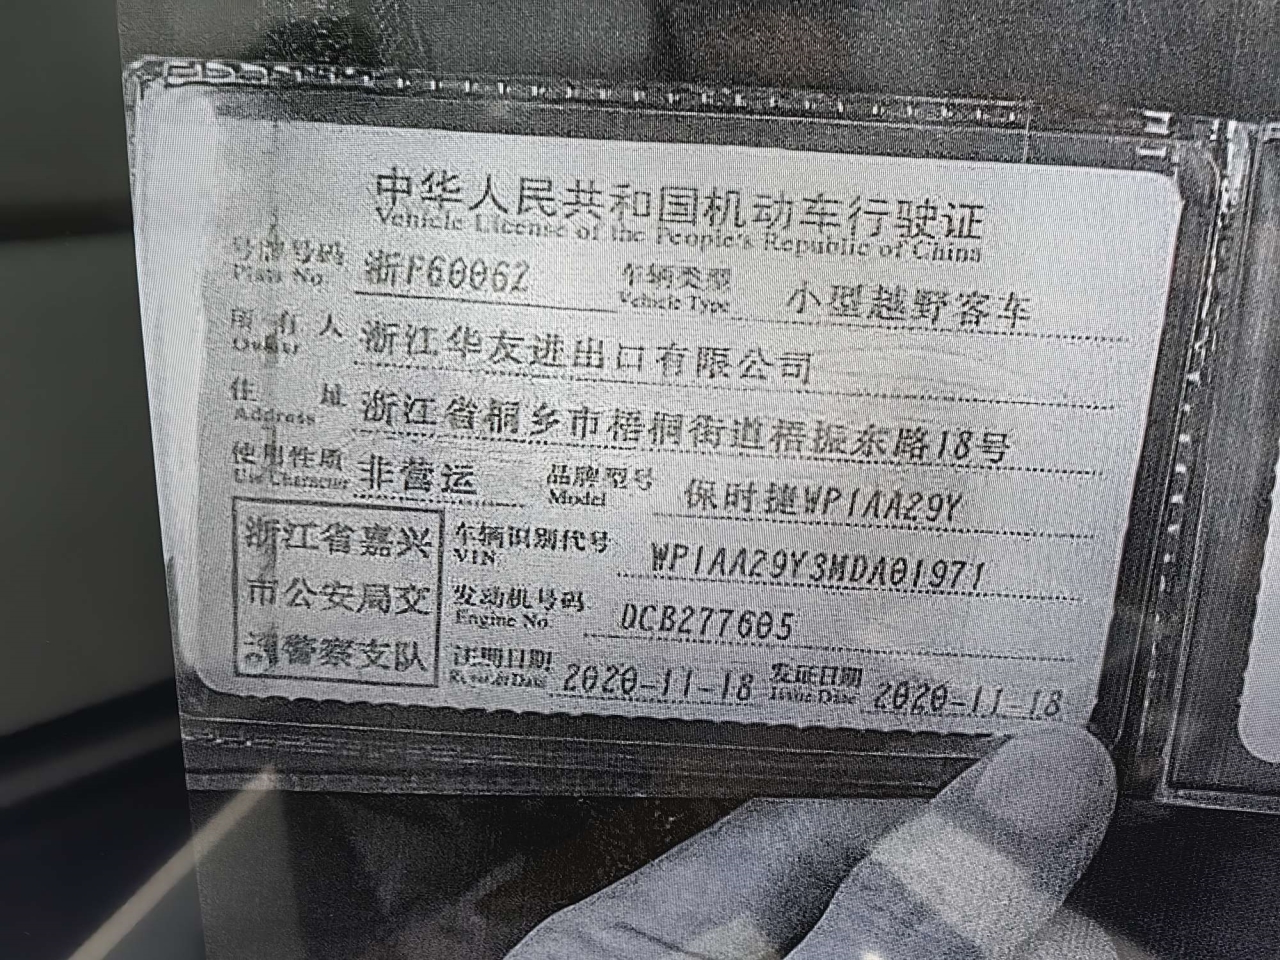 中华人民共和国机动车行驶证
Vehicle License of the People's Republic of China
号牌号码 浙F60062 车辆类型 小型越野客车
Plate No. Vehicle Type
所有人 浙江华友进出口有限公司
Owner
住址 浙江省桐乡市梧桐街道梧振东路18号
Address
使用性质 非营运 品牌型号 保时捷WP1AA29Y
Use Character Model
浙江省嘉兴
市公安局交
通警察支队
车辆识别代号 WP1AA29Y3MDA01971
VIN
发动机号码 DCB277605
Engine No.
注册日期 2020-11-18 发证日期 2020-11-18
Register Date Issue Date